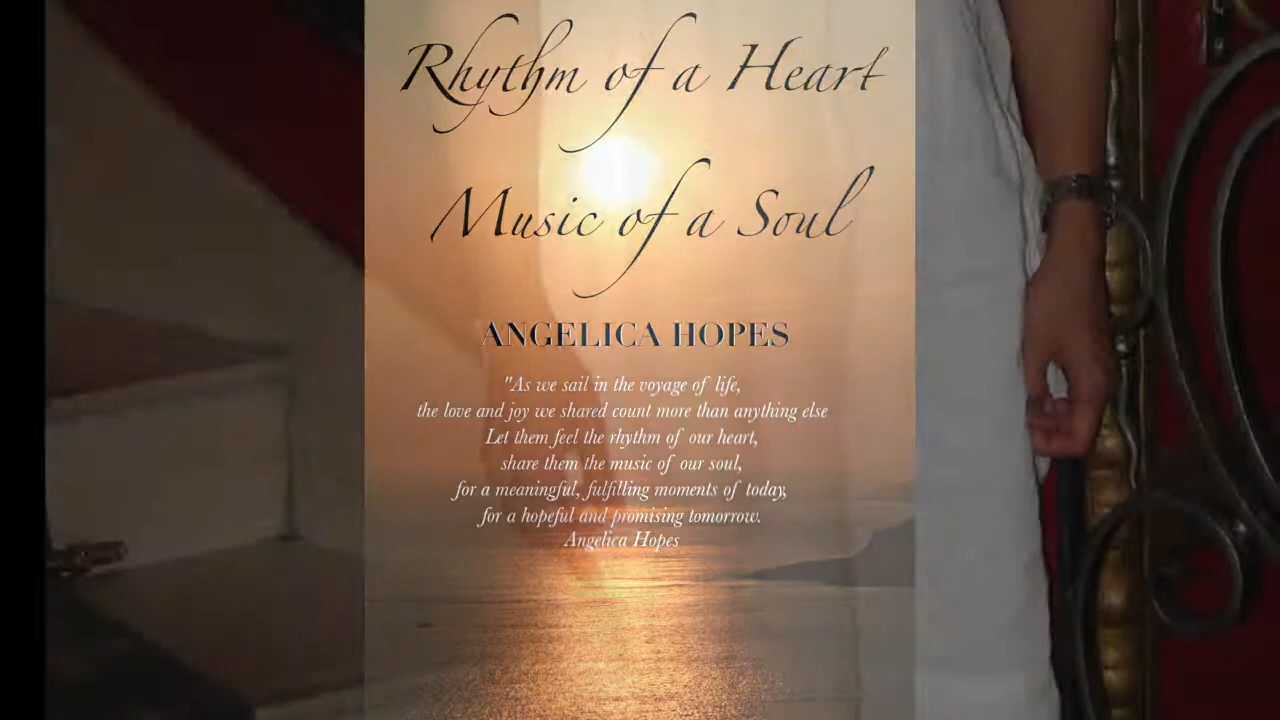 Rhythm of a Heart
Music of a Soul
ANGELICA HOPES
"As we sail in the voyage of life,
the love and joy we shared count more than anything else
Let them feel the rhythm of our heart,
share them the music of our soul,
for a meaningful, fulfilling moments of today,
for a hopeful and promising tomorrow.
Angelica Hopes